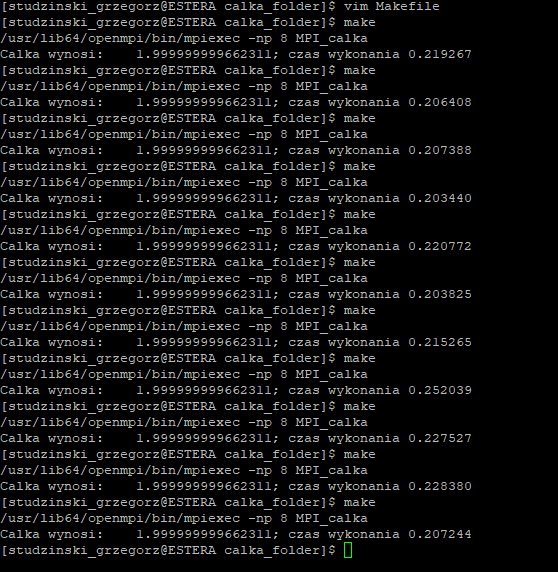 [studzinski_grzegorz@ESTERA calka_folder]$ vim Makefile
[studzinski_grzegorz@ESTERA calka_folder]$ make
/usr/lib64/openmpi/bin/mpiexec -np 8 MPI_calka
Calka wynosi:    1.999999999662311; czas wykonania 0.219267
[studzinski_grzegorz@ESTERA calka_folder]$ make
/usr/lib64/openmpi/bin/mpiexec -np 8 MPI_calka
Calka wynosi:    1.999999999662311; czas wykonania 0.206408
[studzinski_grzegorz@ESTERA calka_folder]$ make
/usr/lib64/openmpi/bin/mpiexec -np 8 MPI_calka
Calka wynosi:    1.999999999662311; czas wykonania 0.207388
[studzinski_grzegorz@ESTERA calka_folder]$ make
/usr/lib64/openmpi/bin/mpiexec -np 8 MPI_calka
Calka wynosi:    1.999999999662311; czas wykonania 0.203440
[studzinski_grzegorz@ESTERA calka_folder]$ make
/usr/lib64/openmpi/bin/mpiexec -np 8 MPI_calka
Calka wynosi:    1.999999999662311; czas wykonania 0.220772
[studzinski_grzegorz@ESTERA calka_folder]$ make
/usr/lib64/openmpi/bin/mpiexec -np 8 MPI_calka
Calka wynosi:    1.999999999662311; czas wykonania 0.203825
[studzinski_grzegorz@ESTERA calka_folder]$ make
/usr/lib64/openmpi/bin/mpiexec -np 8 MPI_calka
Calka wynosi:    1.999999999662311; czas wykonania 0.215265
[studzinski_grzegorz@ESTERA calka_folder]$ make
/usr/lib64/openmpi/bin/mpiexec -np 8 MPI_calka
Calka wynosi:    1.999999999662311; czas wykonania 0.252039
[studzinski_grzegorz@ESTERA calka_folder]$ make
/usr/lib64/openmpi/bin/mpiexec -np 8 MPI_calka
Calka wynosi:    1.999999999662311; czas wykonania 0.227527
[studzinski_grzegorz@ESTERA calka_folder]$ make
/usr/lib64/openmpi/bin/mpiexec -np 8 MPI_calka
Calka wynosi:    1.999999999662311; czas wykonania 0.228380
[studzinski_grzegorz@ESTERA calka_folder]$ make
/usr/lib64/openmpi/bin/mpiexec -np 8 MPI_calka
Calka wynosi:    1.999999999662311; czas wykonania 0.207244
[studzinski_grzegorz@ESTERA calka_folder]$